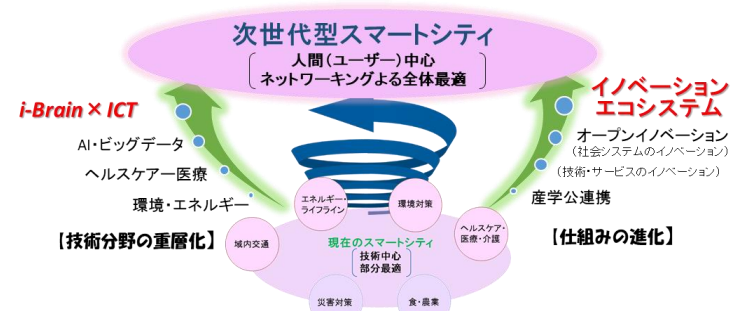 次世代型スマートシティ
人間（ユーザー）中心
ネットワーキングよる全体最適
i-Brain×ICT
AI・ビッグデータ
ヘルスケアー医療
環境・エネルギー
【技術分野の重層化】
イノベーション
エコシステム
オープンイノベーション
（社会システムのイノベーション）
（技術・サービスのイノベーション）
産学公連携
【仕組みの進化】
エネルギー・
ライフライン
環境対策
域内交通
ヘルスケア・
医療・介護
現在のスマートシティ
技術中心
部分最適
災害対策
食・農業